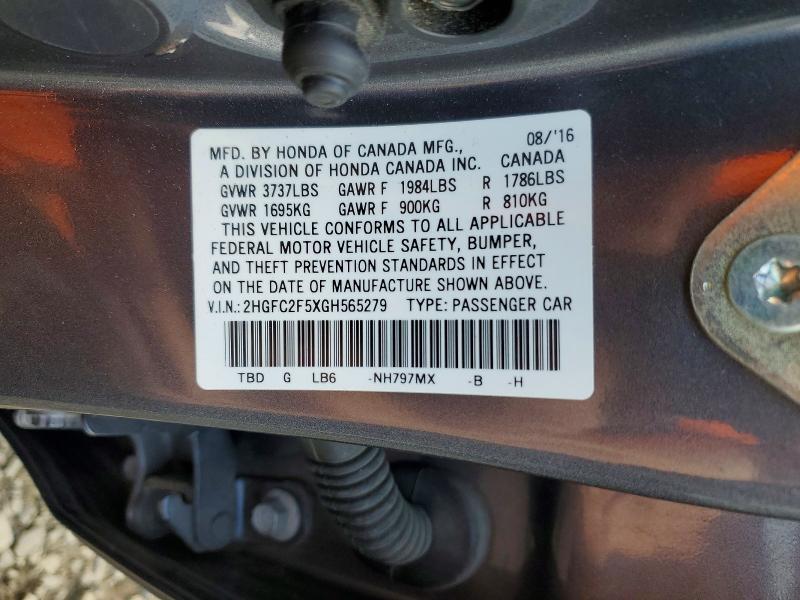 MFD. BY HONDA OF CANADA MFG., 08/'16
A DIVISION OF HONDA CANADA INC. CANADA
GVWR 3737LBS GAWR F 1984LBS R 1786LBS
GVWR 1695KG GAWR F 900KG R 810KG
THIS VEHICLE CONFORMS TO ALL APPLICABLE
FEDERAL MOTOR VEHICLE SAFETY, BUMPER,
AND THEFT PREVENTION STANDARDS IN EFFECT
ON THE DATE OF MANUFACTURE SHOWN ABOVE.
V.I.N.: 2HGFC2F5XGH565279 TYPE: PASSENGER CAR
TBD G LB6 -NH797MX -B -H